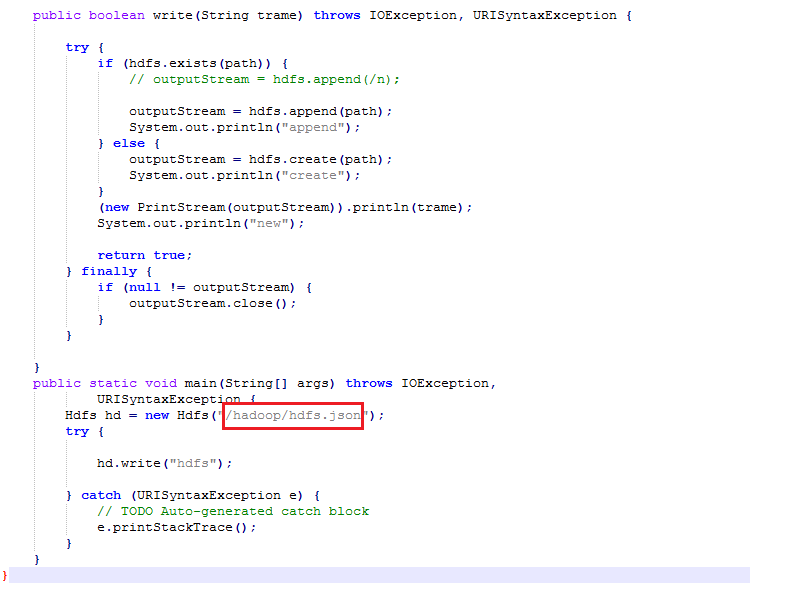 public boolean write(String trame) throws IOException, URISyntaxException {
try {
if (hdfs.exists(path)) {
// outputStream = hdfs.append(/n);
outputStream = hdfs.append(path);
System.out.println("append");
} else {
outputStream = hdfs.create(path);
System.out.println("create");
}
(new PrintStream(outputStream)).println(trame);
System.out.println("new");
return true;
} finally {
if (null != outputStream) {
outputStream.close();
}
}
}
public static void main(String[] args) throws IOException,
URISyntaxException {
Hdfs hd = new Hdfs("/hadoop/hdfs.json");
try {
hd.write("hdfs");
} catch (URISyntaxException e) {
// TODO Auto-generated catch block
e.printStackTrace();
}
}
}